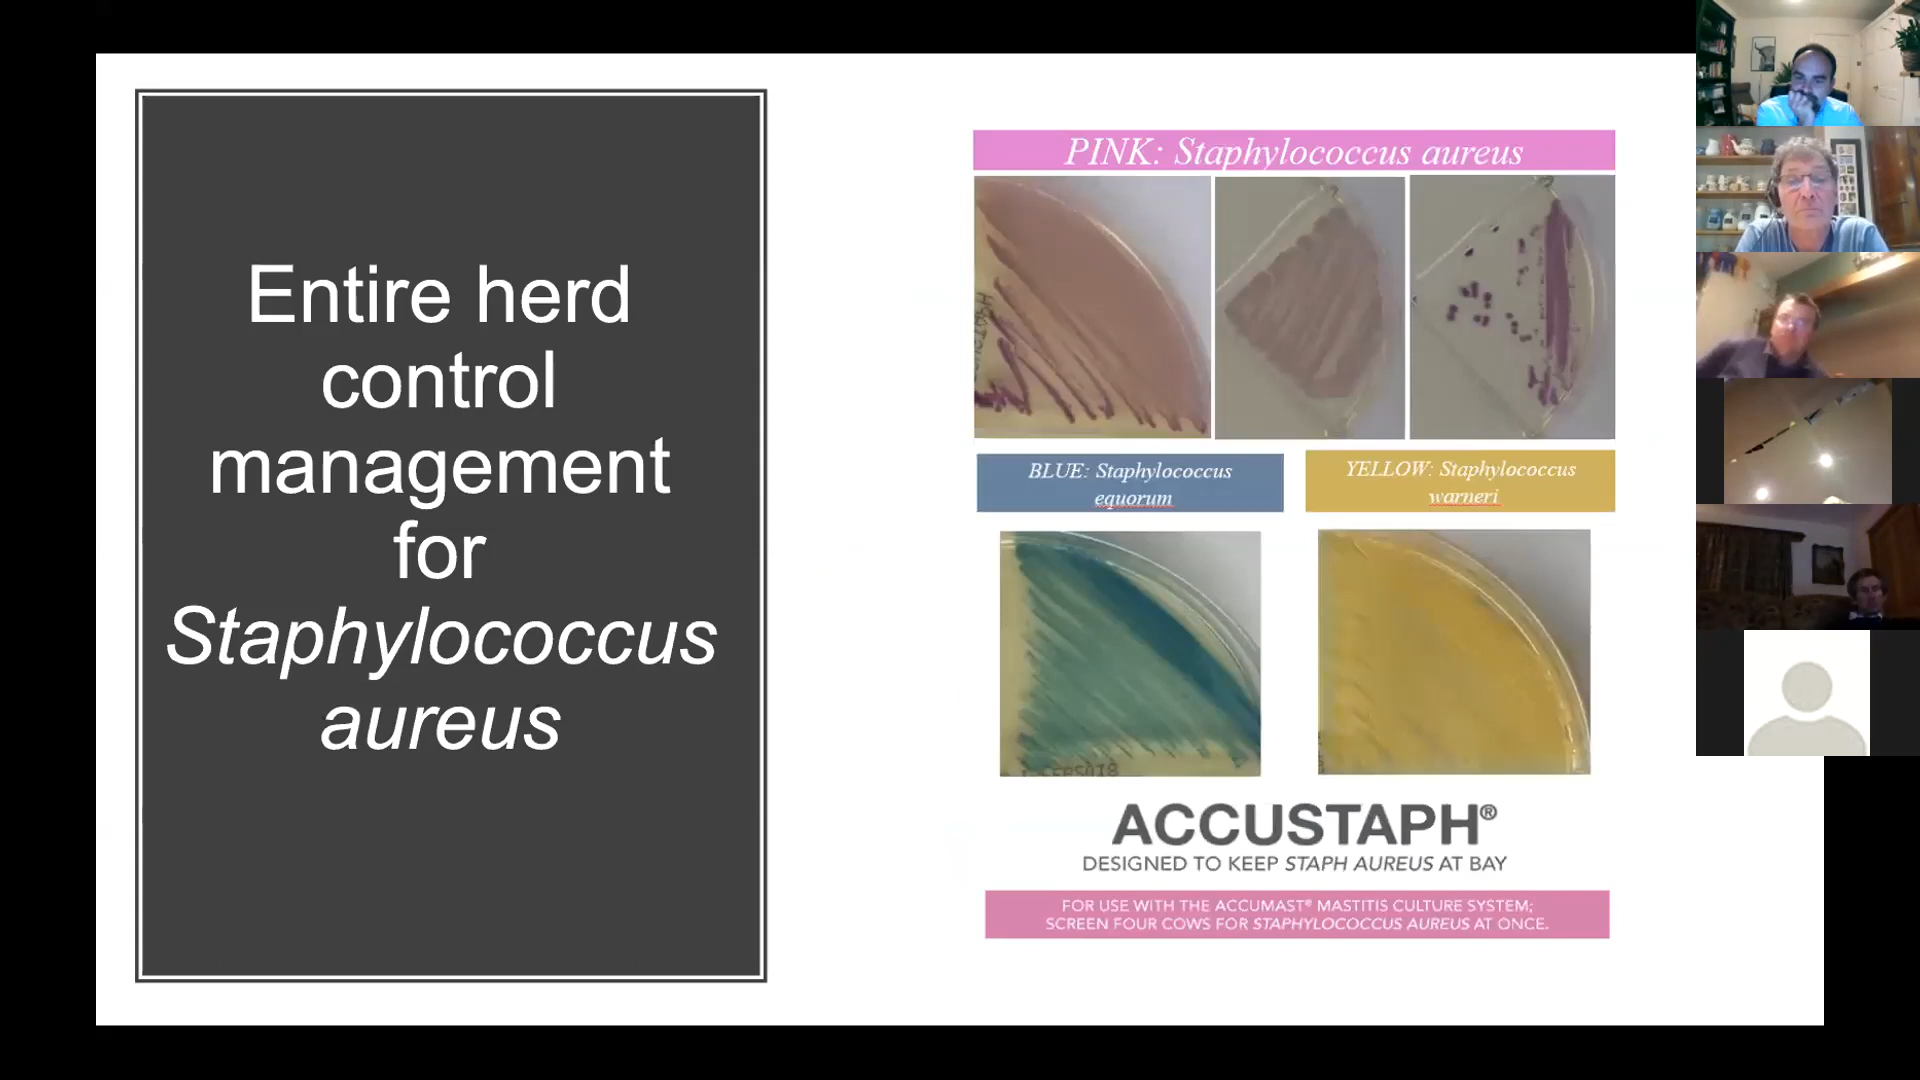 Entire herd
control
management
for
Staphylococcus
aureus
PINK: Staphylococcus aureus
BLUE: Staphylococcus
equorum
YELLOW: Staphylococcus
warneri
ACCUSTAPH®
DESIGNED TO KEEP STAPH AUREUS AT BAY
FOR USE WITH THE ACCUMAST® MASTITIS CULTURE SYSTEM;
SCREEN FOUR COWS FOR STAPHYLOCOCCUS AUREUS AT ONCE.